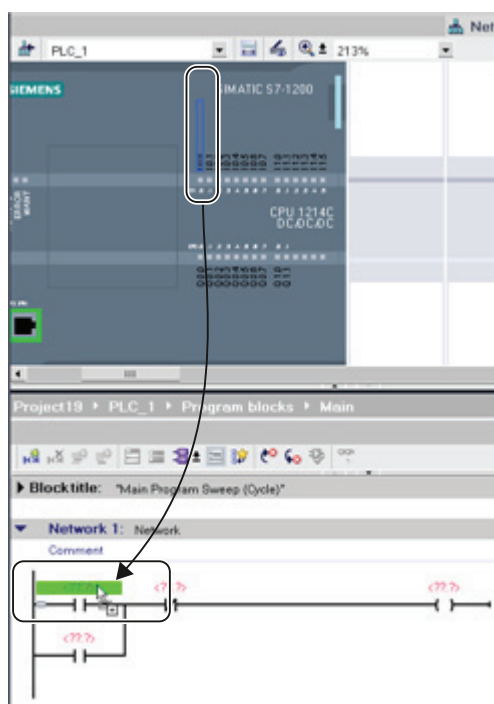 Net
PLC_1
213%
SIEMENS
SIMATIC S7-1200
CPU 1214C
DC/DC/DC
Project19 ▸ PLC_1 ▸ Program blocks ▸ Main
Block title: "Main Program Sweep (Cycle)"
Network 1: Network
Comment
<??.?> <??.?>
<??.?>